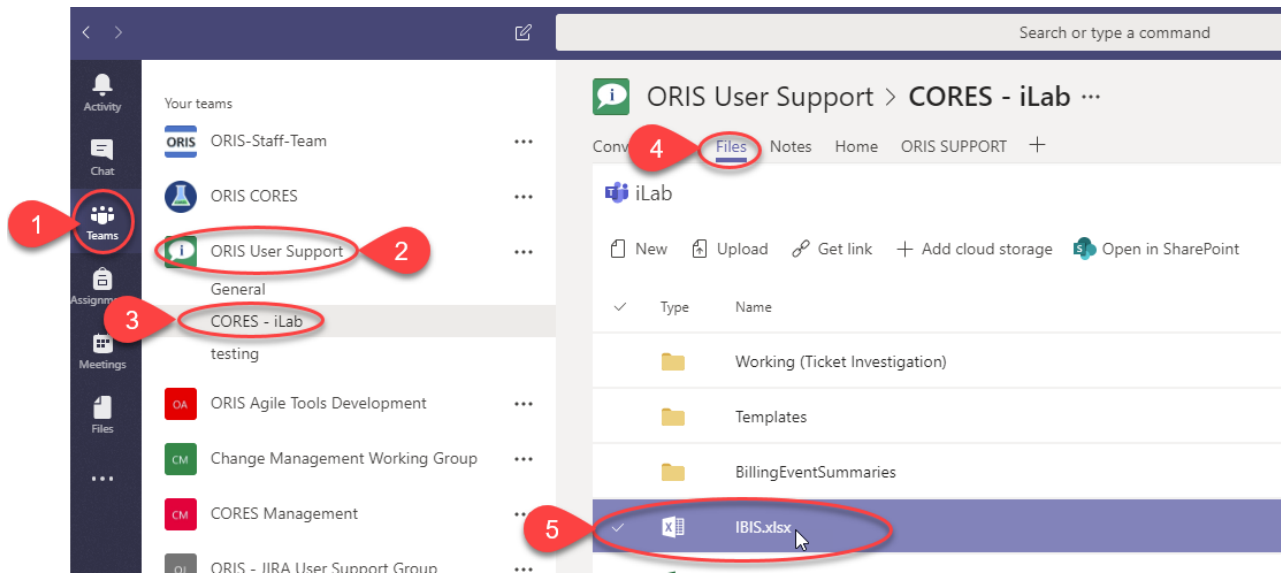 Search or type a command
Activity
Chat
1
Teams
Assignm
Meetings
Files
Your teams
ORIS ORIS-Staff-Team
ORIS CORES
ORIS User Support
2
General
3
CORES - iLab
testing
OA ORIS Agile Tools Development
CM Change Management Working Group
CM CORES Management
OJ ORIS - JIRA User Support Group
ORIS User Support > CORES - iLab ...
Conv 4 Files Notes Home ORIS SUPPORT +
iLab
New Upload Get link + Add cloud storage Open in SharePoint
Type Name
Working (Ticket Investigation)
Templates
BillingEventSummaries
5 IBIS.xlsx